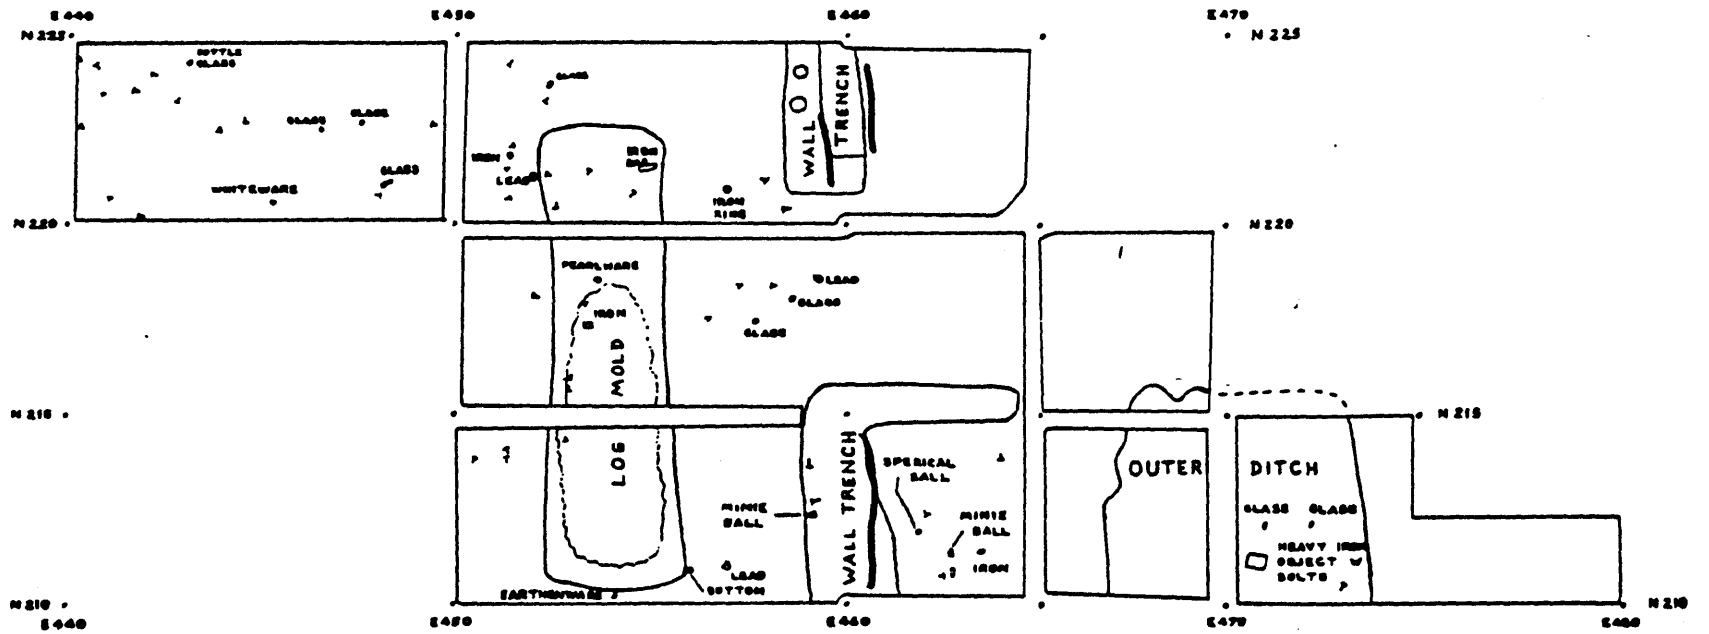 E440 E450 E460 E470
N225 N225
BOTTLE
GLASS
GLASS
GLASS GLASS
GLASS
WHITEWARE
IRON
LEAD
IRON
BAR
IRON
RING
WALL
TRENCH
N220 N220
PEARLWARE
IRON
LEAD
GLASS
GLASS
LOG MOLD
N215 N215
WALL TRENCH
SPERICAL
BALL
MINIE
BALL
MINIE
BALL
IRON
LEAD
BUTTON
EARTHENWARE
OUTER DITCH
GLASS GLASS
HEAVY IRON
OBJECT W
BOLTS
N210 N210
E440 E450 E460 E470 E480